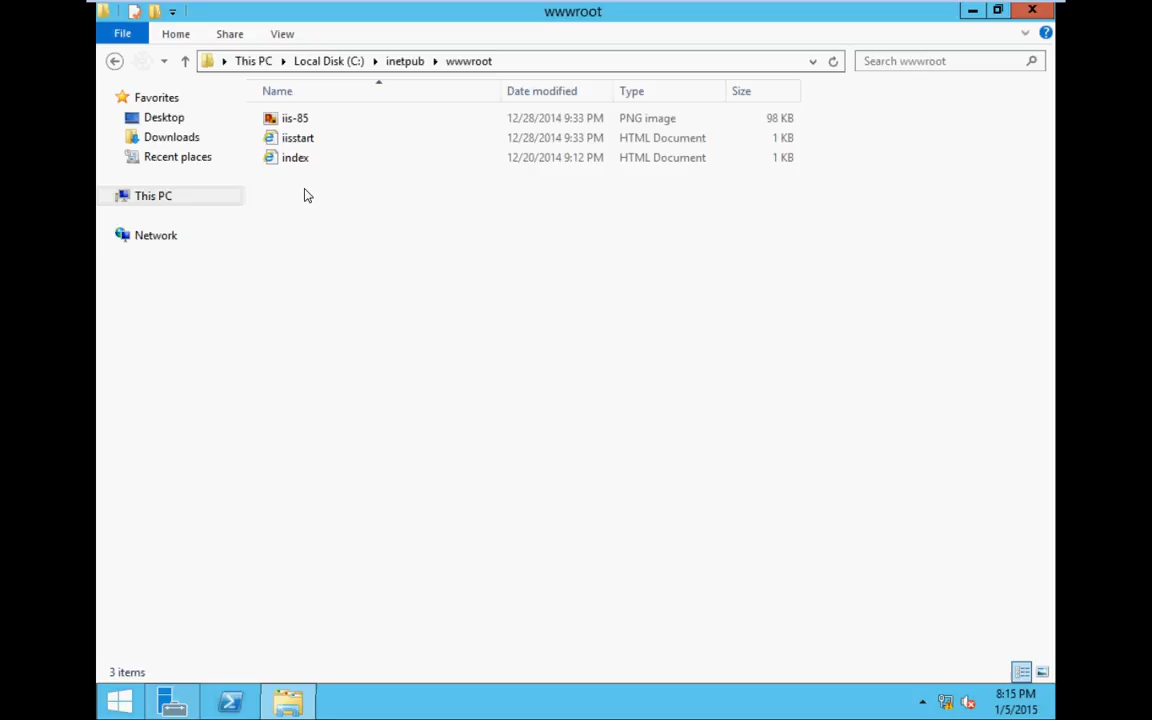 wwwroot
File Home Share View
This PC Local Disk (C:) inetpub wwwroot Search wwwroot
Name Date modified Type Size
Favorites
Desktop
Downloads
Recent places
This PC
Network
iis-85 12/28/2014 9:33 PM PNG image 98 KB
iisstart 12/28/2014 9:33 PM HTML Document 1 KB
index 12/20/2014 9:12 PM HTML Document 1 KB
3 items
8:15 PM
1/5/2015